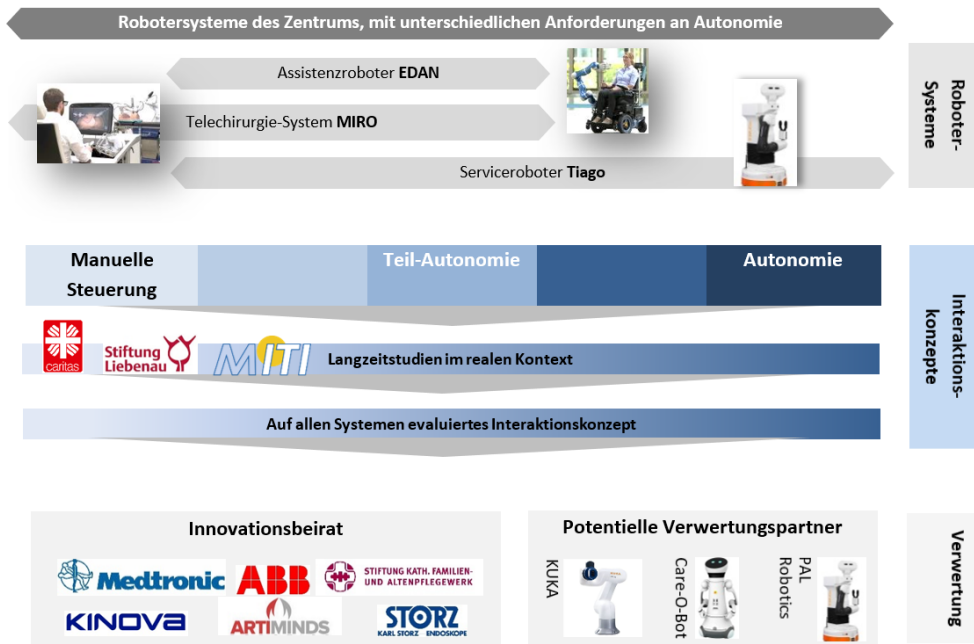 Robotersysteme des Zentrums, mit unterschiedlichen Anforderungen an Autonomie
Assistenzroboter EDAN
Telechirurgie-System MIRO
Serviceroboter Tiago
Roboter-
Systeme
Manuelle
Steuerung
Teil-Autonomie
Autonomie
caritas
Stiftung
Liebenau
MITI
Langzeitstudien im realen Kontext
Auf allen Systemen evaluiertes Interaktionskonzept
Interaktions-
konzepte
Innovationsbeirat
Medtronic
ABB
STIFTUNG KATH. FAMILIEN-
UND ALTENPFLEGEWERK
KINOVA
ARTIMINDS
STORZ
KARL STORZ ENDOSKOPE
Potentielle Verwertungspartner
KUKA
Care-O-Bot
PAL
Robotics
Verwertung